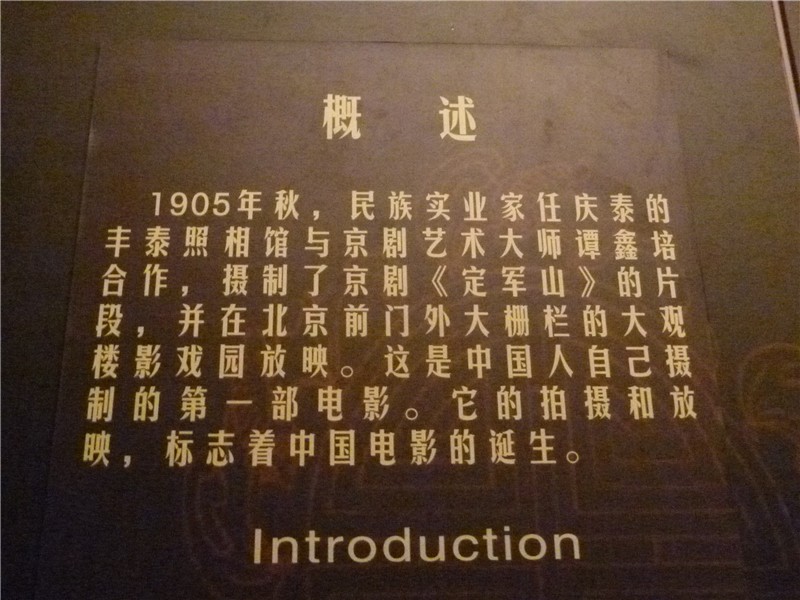 概 述
1905年秋，民族实业家任庆泰的
丰泰照相馆与京剧艺术大师谭鑫培
合作，摄制了京剧《定军山》的片
段，并在北京前门外大栅栏的大观
楼影戏园放映。这是中国人自己摄
制的第一部电影。它的拍摄和放
映，标志着中国电影的诞生。
Introduction